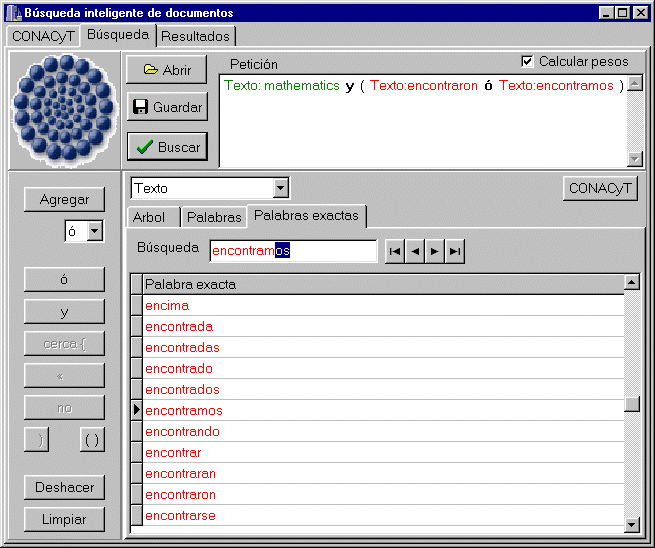 Búsqueda inteligente de documentos
CONACyT Búsqueda Resultados
Abrir
Guardar
Buscar
Petición
Calcular pesos
Texto: mathematics y ( Texto:encontraron ó Texto:encontramos )
Agregar
ó
ó
y
cerca {
«
no
) ( )
Deshacer
Limpiar
Texto
CONACyT
Arbol Palabras Palabras exactas
Búsqueda encontramos
Palabra exacta
encima
encontrada
encontradas
encontrado
encontrados
encontramos
encontrando
encontrar
encontraran
encontraron
encontrarse